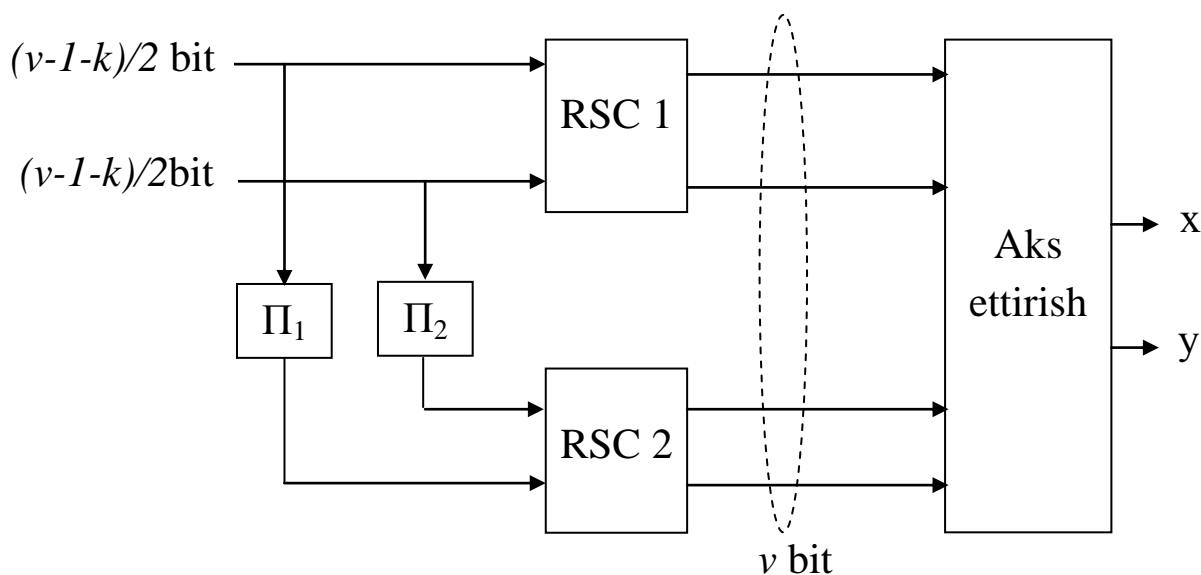 (v-1-k)/2 bit
RSC 1
(v-1-k)/2bit
x
Aks
ettirish
Π₁
Π₂
y
RSC 2
v bit